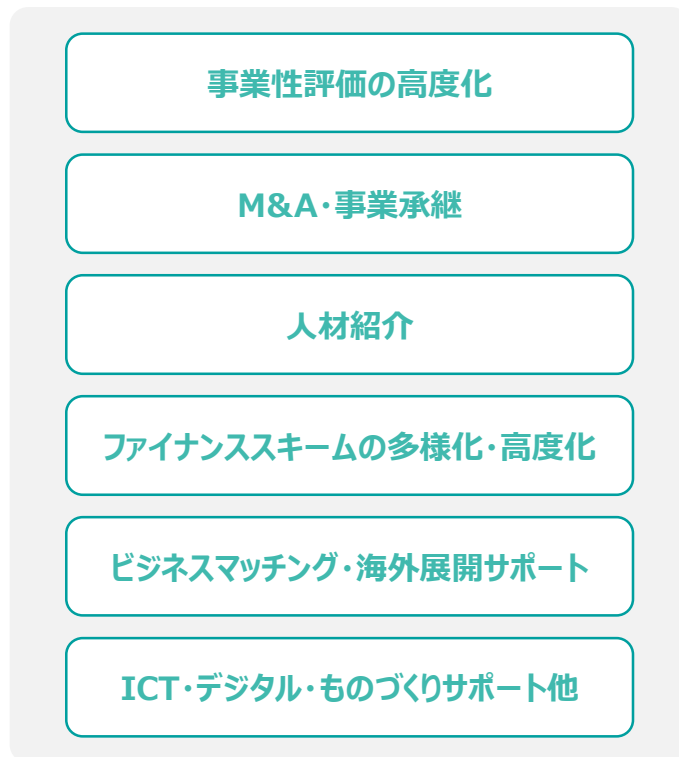 事業性評価の高度化
M&A・事業承継
人材紹介
ファイナンススキームの多様化・高度化
ビジネスマッチング・海外展開サポート
ICT・デジタル・ものづくりサポート他